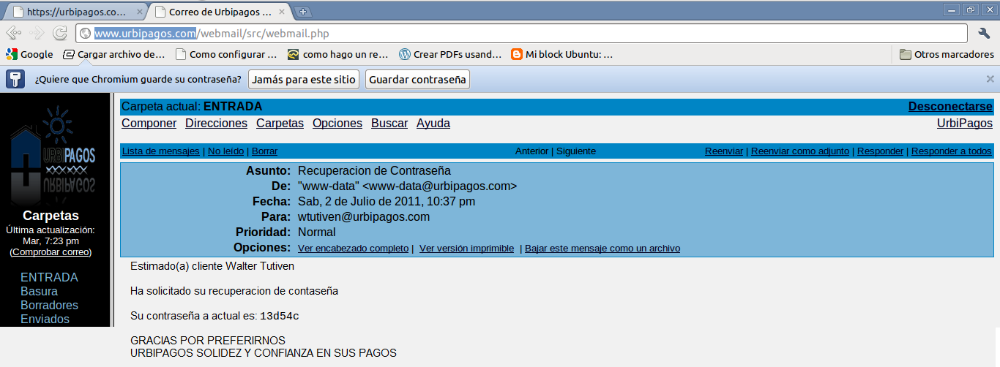 https://urbipagos.co...
Correo de Urbipagos ...
www.urbipagos.com/webmail/src/webmail.php
Google
Cargar archivo de...
Como configurar ...
como hago un re...
Crear PDFs usand...
Mi block Ubuntu: ...
Otros marcadores
¿Quiere que Chromium guarde su contraseña?
Jamás para este sitio
Guardar contraseña
URBIPAGOS
URBIPAGOS
Carpetas
Última actualización:
Mar, 7:23 pm
(Comprobar correo)
ENTRADA
Basura
Borradores
Enviados
Carpeta actual: ENTRADA
Desconectarse
Componer Direcciones Carpetas Opciones Buscar Ayuda
UrbiPagos
Lista de mensajes | No leído | Borrar
Anterior | Siguiente
Reenviar | Reenviar como adjunto | Responder | Responder a todos
Asunto: Recuperacion de Contraseña
De: "www-data" <www-data@urbipagos.com>
Fecha: Sab, 2 de Julio de 2011, 10:37 pm
Para: wtutiven@urbipagos.com
Prioridad: Normal
Opciones: Ver encabezado completo | Ver versión imprimible | Bajar este mensaje como un archivo
Estimado(a) cliente Walter Tutiven
Ha solicitado su recuperacion de contaseña
Su contraseña a actual es: 13d54c
GRACIAS POR PREFERIRNOS
URBIPAGOS SOLIDEZ Y CONFIANZA EN SUS PAGOS